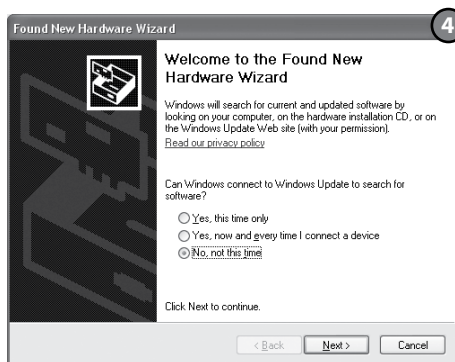 Found New Hardware Wizard
4
Welcome to the Found New
Hardware Wizard
Windows will search for current and updated software by
looking on your computer, on the hardware installation CD, or on
the Windows Update Web site (with your permission).
Read our privacy policy
Can Windows connect to Windows Update to search for
software?
Yes, this time only
Yes, now and every time I connect a device
No, not this time
Click Next to continue.
< Back Next > Cancel